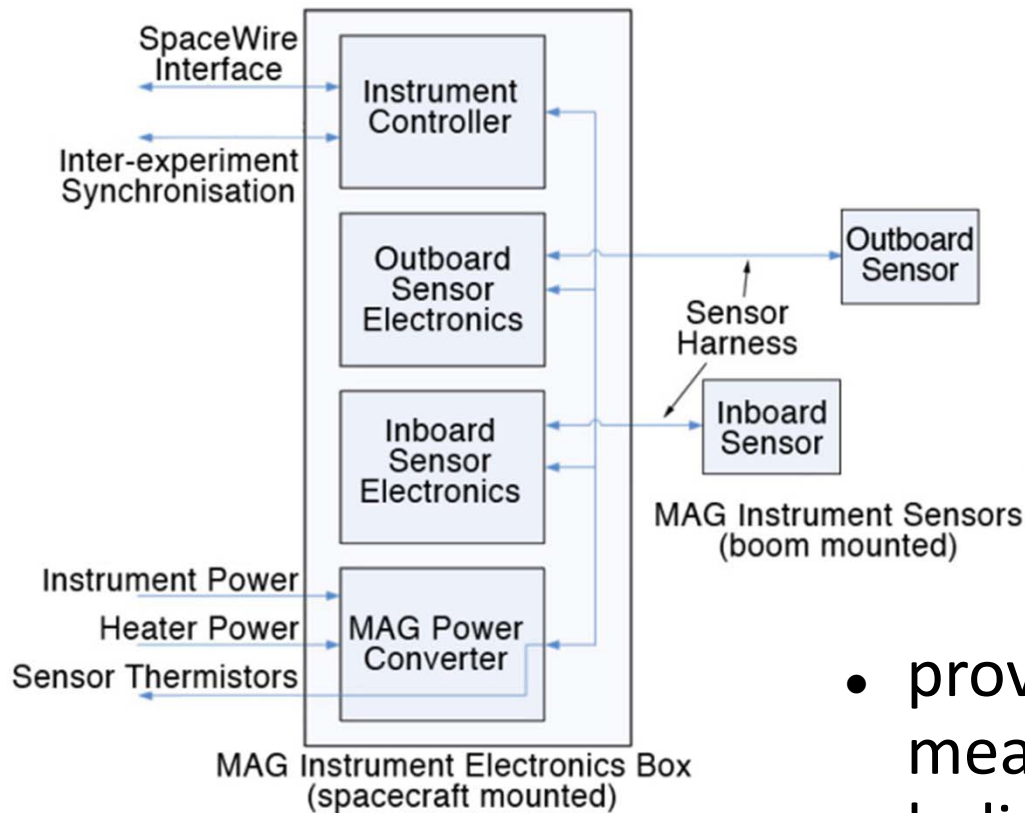 SpaceWire
Interface
Inter-experiment
Synchronisation
Instrument
Controller
Outboard
Sensor
Electronics
Inboard
Sensor
Electronics
Instrument Power
Heater Power
Sensor Thermistors
MAG Power
Converter
MAG Instrument Electronics Box
(spacecraft mounted)
Outboard
Sensor
Sensor
Harness
Inboard
Sensor
MAG Instrument Sensors
(boom mounted)